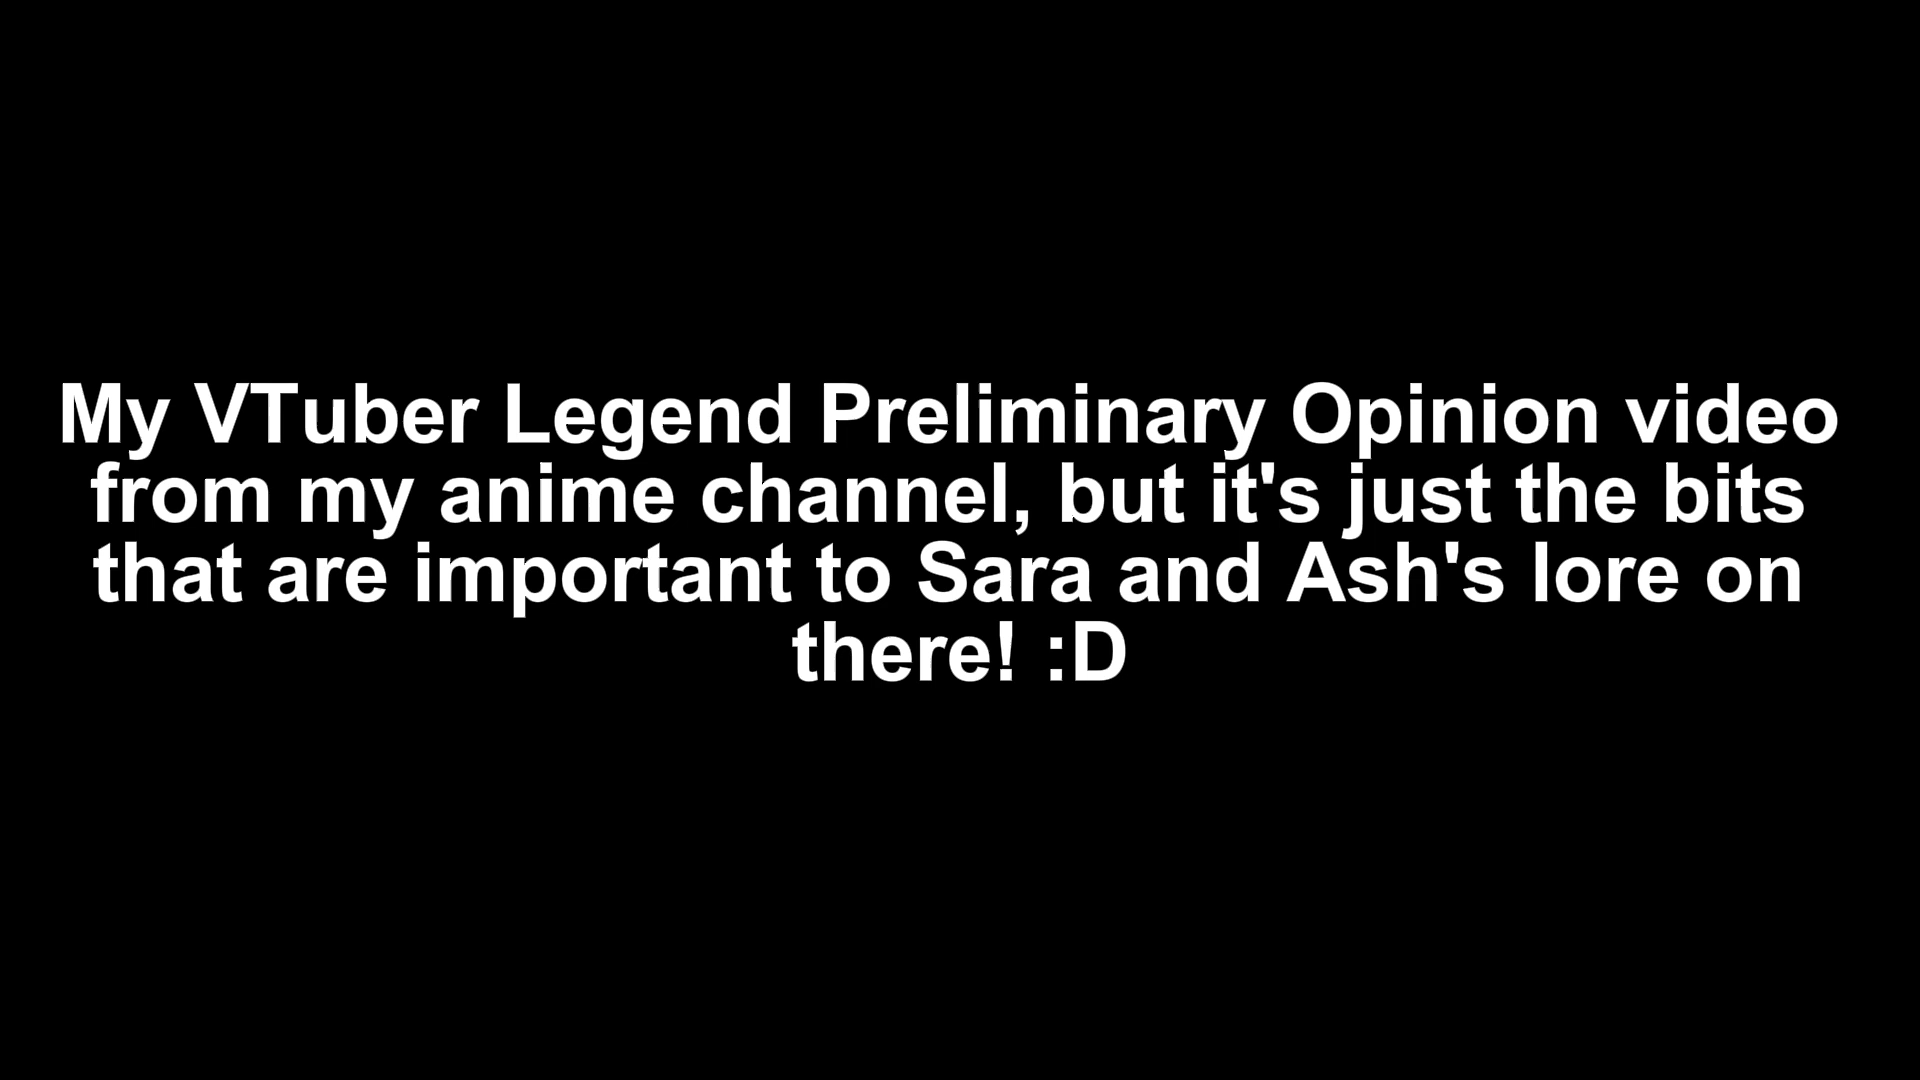 My VTuber Legend Preliminary Opinion video
from my anime channel, but it's just the bits
that are important to Sara and Ash's lore on
there! :D